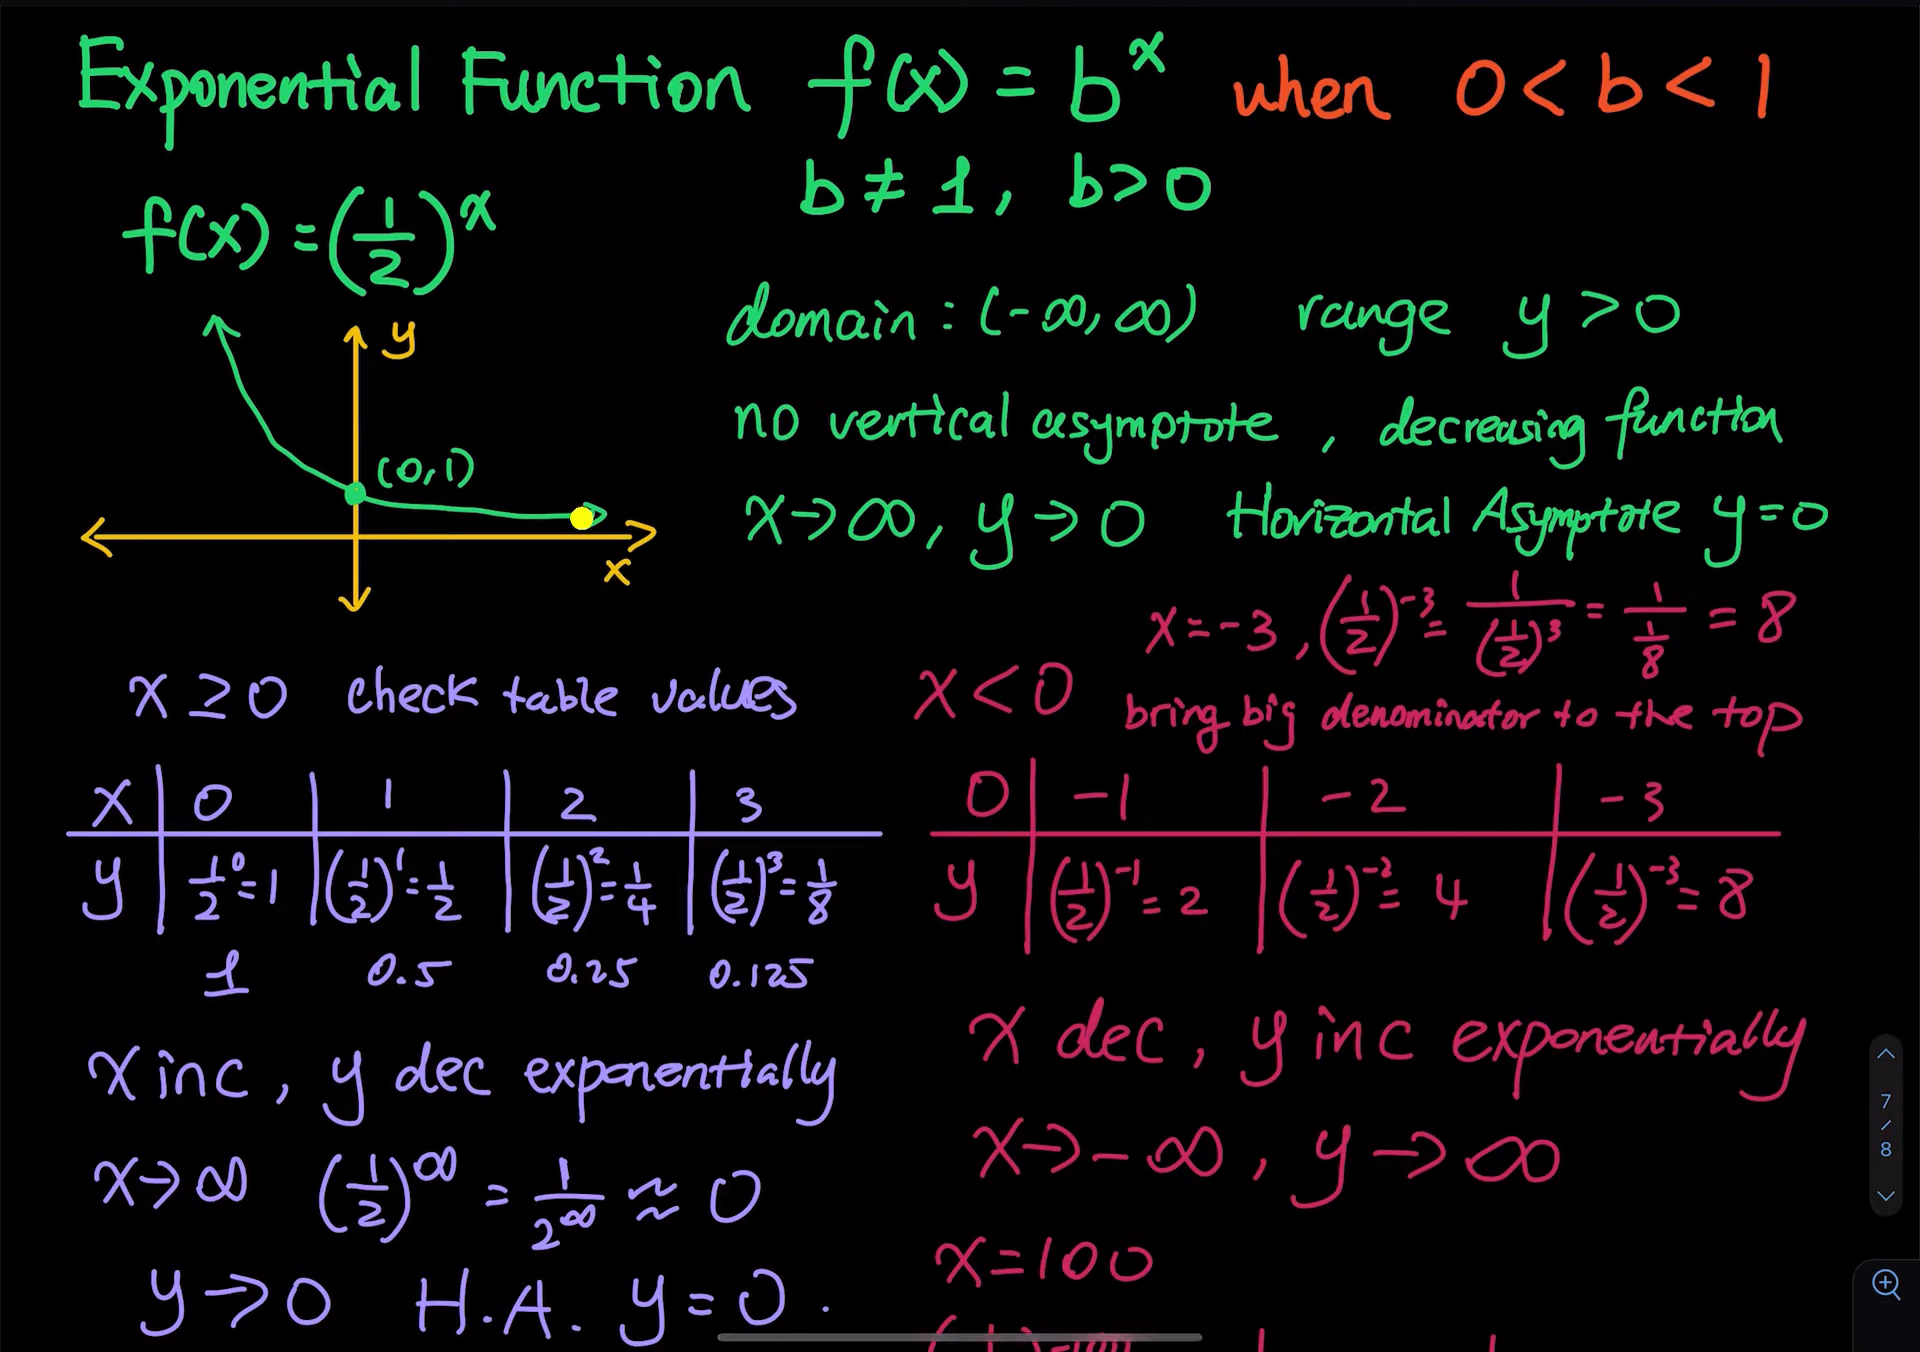 Exponential Function f(x) = b^x when 0 < b < 1
b ≠ 1, b > 0
f(x) = (1/2)^x
y
(0,1)
x
domain : (-∞, ∞) range y > 0
no vertical asymptote , decreasing function
x → ∞, y → 0 Horizontal Asymptote y = 0
x ≥ 0 check table values
x | 0 | 1 | 2 | 3
y | 1/2^0 = 1 | (1/2)^1 = 1/2 | (1/2)^2 = 1/4 | (1/2)^3 = 1/8
1 0.5 0.25 0.125
x inc, y dec exponentially
x → ∞ (1/2)^∞ = 1/2^∞ ≈ 0
y → 0 H.A. y = 0.
x = -3, (1/2)^-3 = 1/(1/2)^3 = 1/(1/8) = 8
x < 0 bring big denominator to the top
0 | -1 | -2 | -3
y | (1/2)^-1 = 2 | (1/2)^-2 = 4 | (1/2)^-3 = 8
x dec, y inc exponentially
x → -∞, y → ∞
x = 100
7
/
8